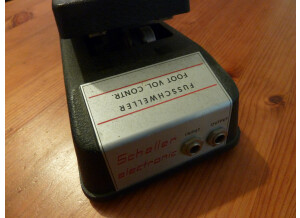 FUSSCHWELLER
FOOT VOL. CONTR.
Schaller
electronic